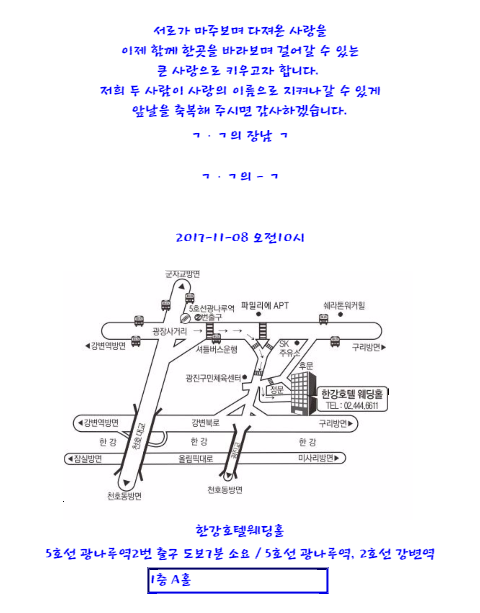 서로가 마주보며 다져온 사랑을
이제 함께 한곳을 바라보며 걸어갈 수 있는
큰 사랑으로 키우고자 합니다.
저희 두 사람이 사랑의 이름으로 지켜나갈 수 있게
앞날을 축복해 주시면 감사하겠습니다.
ㄱ · ㄱ의 장남 ㄱ
ㄱ · ㄱ의 - ㄱ
2017-11-08 오전10시
군자교방면
5호선광나루역
②번출구
파밀리에 APT
쉐라톤워커힐
광장사거리
◀강변역방면
셔틀버스운행
SK
주유소
구리방면▶
후문
광진구민체육센터
정문
한강호텔 웨딩홀
TEL : 02.444.6611
◀강변역방면
강변북로
구리방면▶
천호대교
한 강
한 강
한 강
◀잠실방면
올림픽대로
미사리방면▶
천호동방면
천호동방면
한강호텔웨딩홀
5호선 광나루역2번 출구 도보7분 소요 / 5호선 광나루역, 2호선 강변역
1층 A홀